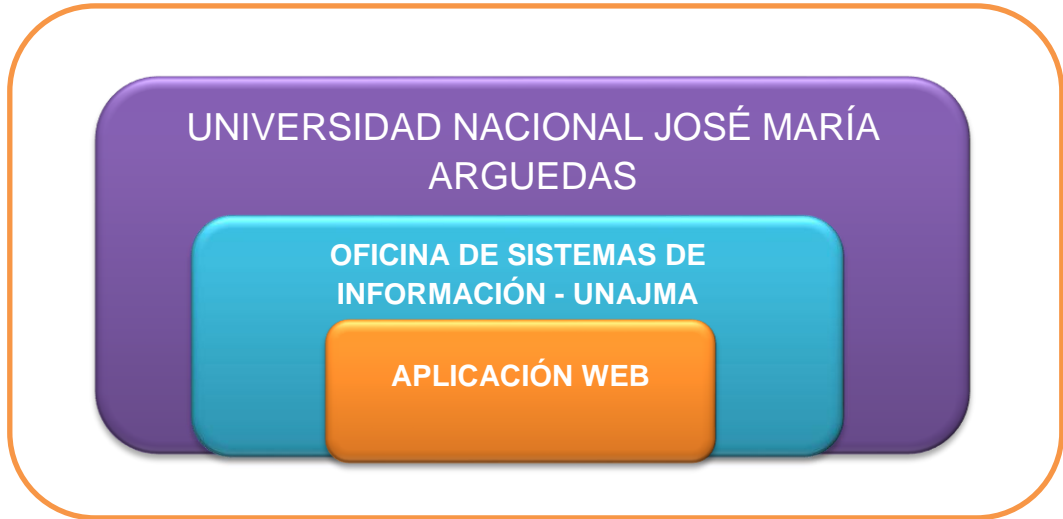 UNIVERSIDAD NACIONAL JOSÉ MARÍA
ARGUEDAS
OFICINA DE SISTEMAS DE
INFORMACIÓN - UNAJMA
APLICACIÓN WEB